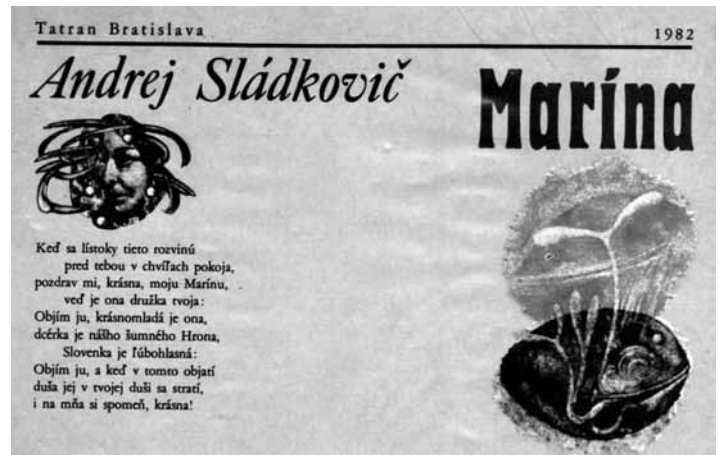 Tatran Bratislava 1982
Andrej Sládkovič
Marína
Keď sa lístoky tieto rozvinú
pred tebou v chvíľach pokoja,
pozdrav mi, krásna, moju Marínu,
veď je ona družka tvoja:
Objím ju, krásnomladá je ona,
dcérka je nášho šumného Hrona,
Slovenka je ľúbohlasná:
Objím ju, a keď v tomto objatí
duša jej v tvojej duši sa stratí,
i na mňa si spomeň, krásna!